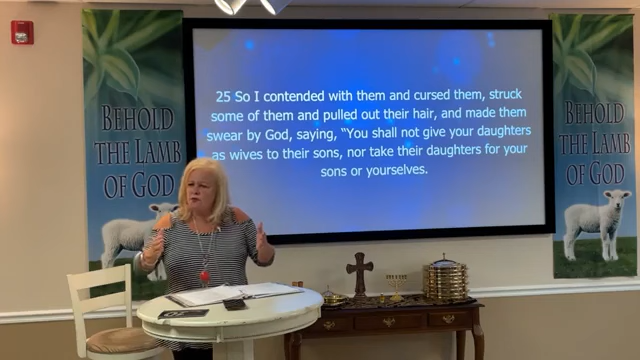 BEHOLD
THE LAMB
OF GOD
25 So I contended with them and cursed them, struck
some of them and pulled out their hair, and made them
swear by God, saying, “You shall not give your daughters
as wives to their sons, nor take their daughters for your
sons or yourselves.
BEHOLD
THE LAMB
OF GOD